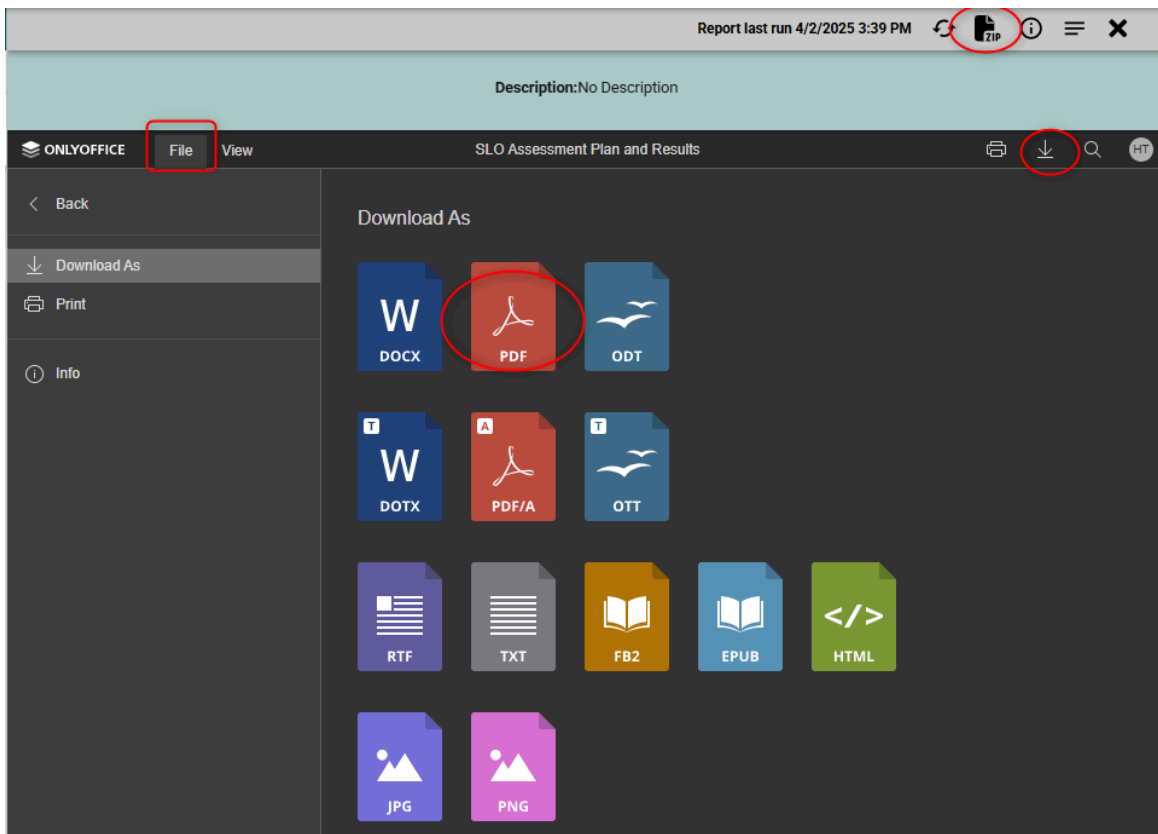 Report last run 4/2/2025 3:39 PM
ZIP
Description:No Description
ONLYOFFICE
File
View
SLO Assessment Plan and Results
HT
Back
Download As
Print
Info
Download As
W
DOCX
PDF
ODT
T
W
DOTX
A
PDF/A
T
OTT
RTF
TXT
FB2
EPUB
</>
HTML
JPG
PNG